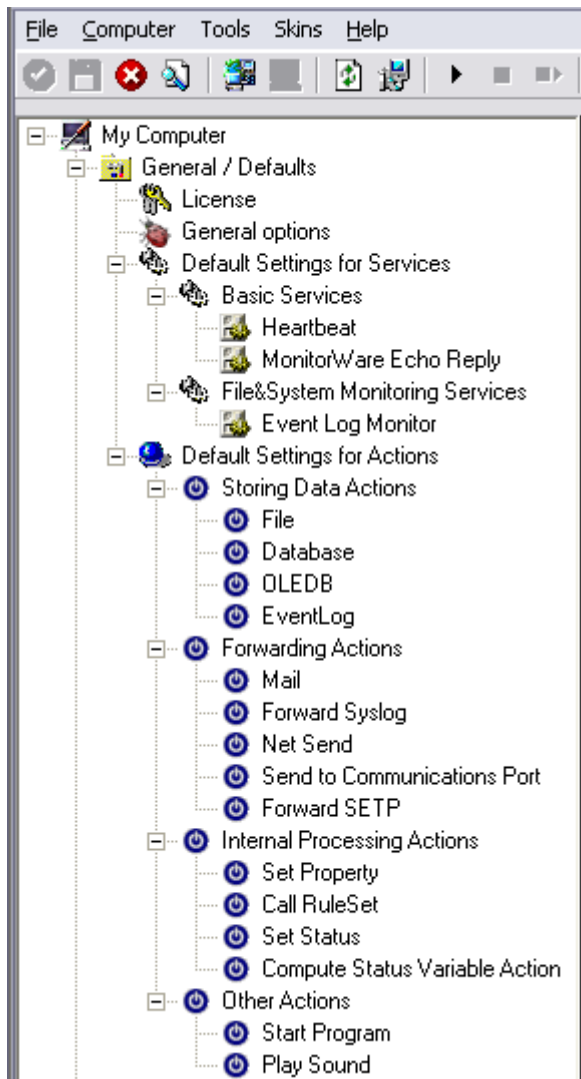 File Computer Tools Skins Help
My Computer
General / Defaults
License
General options
Default Settings for Services
Basic Services
Heartbeat
MonitorWare Echo Reply
File&System Monitoring Services
Event Log Monitor
Default Settings for Actions
Storing Data Actions
File
Database
OLEDB
EventLog
Forwarding Actions
Mail
Forward Syslog
Net Send
Send to Communications Port
Forward SETP
Internal Processing Actions
Set Property
Call RuleSet
Set Status
Compute Status Variable Action
Other Actions
Start Program
Play Sound